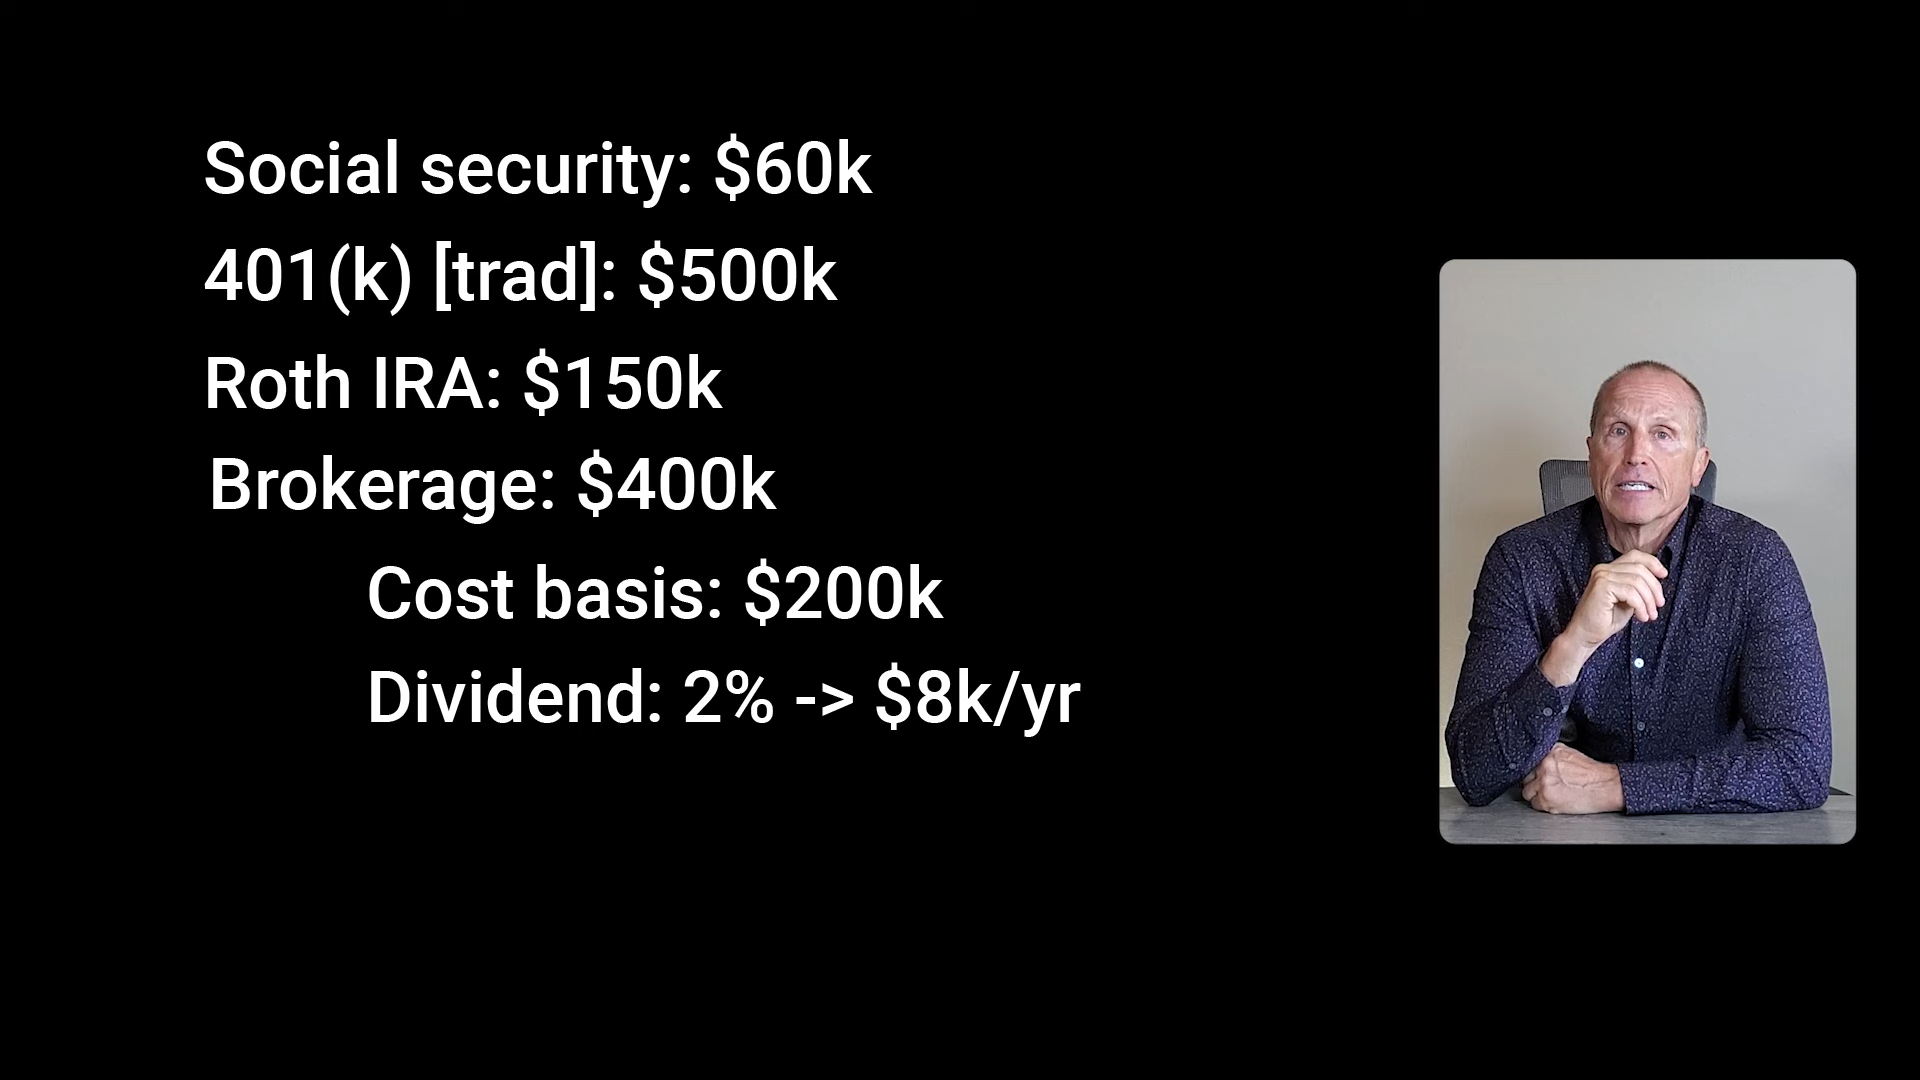 Social security: $60k
401(k) [trad]: $500k
Roth IRA: $150k
Brokerage: $400k
Cost basis: $200k
Dividend: 2% -> $8k/yr